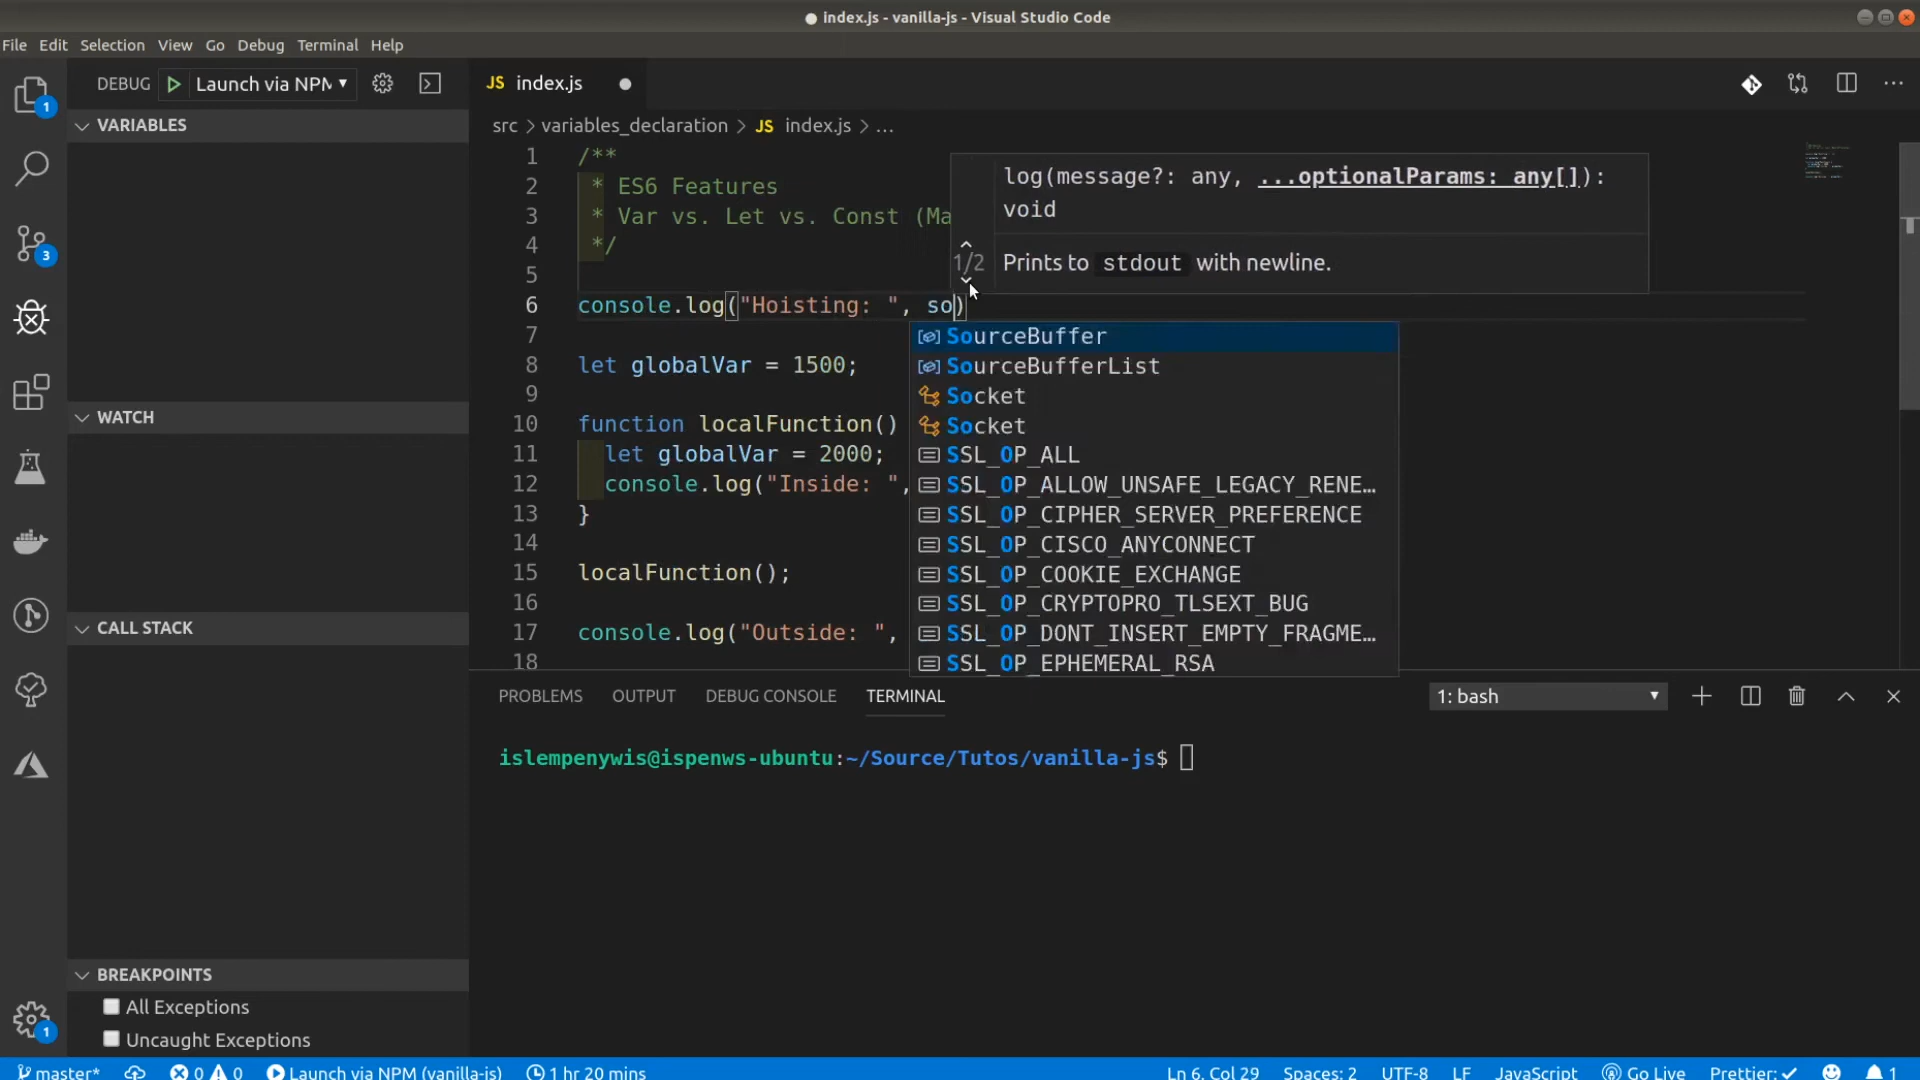 index.js - vanilla-js - Visual Studio Code
File Edit Selection View Go Debug Terminal Help
DEBUG Launch via NPM
JS index.js
VARIABLES
src > variables_declaration > JS index.js > ...
1 /**
2 * ES6 Features
3 * Var vs. Let vs. Const (Ma
4 */
5
log(message?: any, ...optionalParams: any[]):
void
1/2 Prints to stdout with newline.
6 console.log("Hoisting: ", so)
7
8 let globalVar = 1500;
9
10 function localFunction()
11 let globalVar = 2000;
12 console.log("Inside: ",
13 }
14
15 localFunction();
16
17 console.log("Outside: ",
18
SourceBuffer
SourceBufferList
Socket
Socket
SSL_OP_ALL
SSL_OP_ALLOW_UNSAFE_LEGACY_RENE...
SSL_OP_CIPHER_SERVER_PREFERENCE
SSL_OP_CISCO_ANYCONNECT
SSL_OP_COOKIE_EXCHANGE
SSL_OP_CRYPTOPRO_TLSEXT_BUG
SSL_OP_DONT_INSERT_EMPTY_FRAGME...
SSL_OP_EPHEMERAL_RSA
WATCH
CALL STACK
BREAKPOINTS
All Exceptions
Uncaught Exceptions
1
3
1
PROBLEMS OUTPUT DEBUG CONSOLE TERMINAL 1: bash
islempenywis@ispenws-ubuntu:~/Source/Tutos/vanilla-js$
master* 0 0 Launch via NPM (vanilla-js) 1 hr 20 mins Ln 6, Col 29 Spaces: 2 UTF-8 LF JavaScript Go Live Prettier: ✓ 1